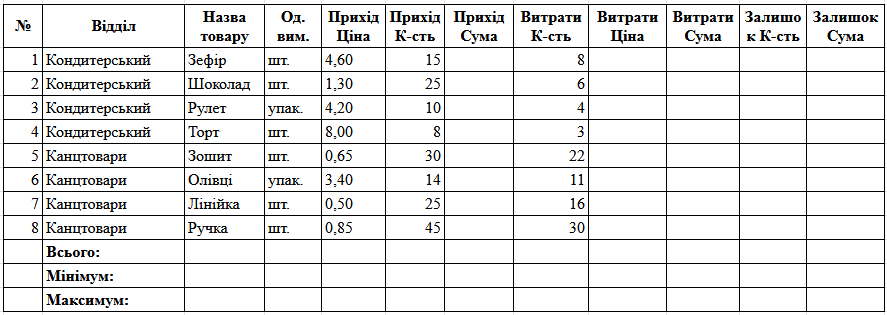 № Відділ Назва товару Од. вим. Прихід Ціна Прихід К-сть Прихід Сума Витрати К-сть Витрати Ціна Витрати Сума Залишо к К-сть Залишок Сума
1 Кондитерський Зефір шт. 4,60 15 8
2 Кондитерський Шоколад шт. 1,30 25 6
3 Кондитерський Рулет упак. 4,20 10 4
4 Кондитерський Торт шт. 8,00 8 3
5 Канцтовари Зошит шт. 0,65 30 22
6 Канцтовари Олівці упак. 3,40 14 11
7 Канцтовари Лінійка шт. 0,50 25 16
8 Канцтовари Ручка шт. 0,85 45 30
Всього:
Мінімум:
Максимум: